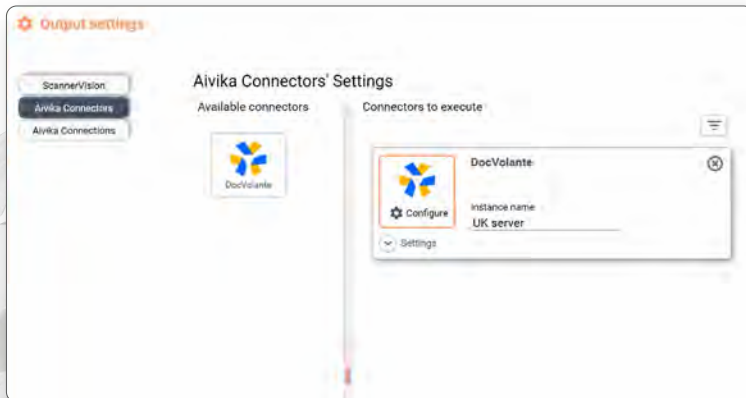 Output settings
ScannerVision
Aivika Connectors
Aivika Connections
Aivika Connectors' Settings
Available connectors
DocVolante
Connectors to execute
DocVolante
Configure
Instance name
UK server
Settings